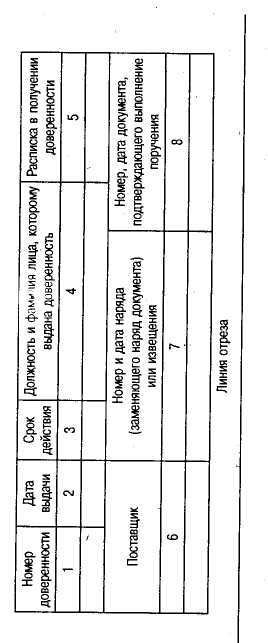 Номер
доверенности
Дата
выдачи
Срок
действия
Должность и фамилия лица, которому
выдана доверенность
Расписка в получении
доверенности
1
2
3
4
5
Поставщик
Номер и дата наряда
(заменяющего наряд документа)
или извещения
Номер, дата документа,
подтверждающего выполнение
поручения
6
7
8
Линия отреза